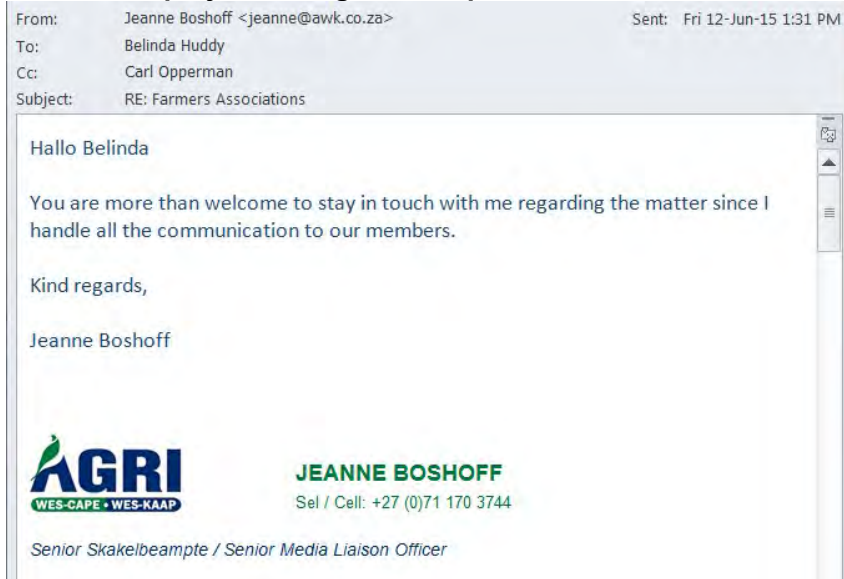 From: Jeanne Boshoff <jeanne@awk.co.za> Sent: Fri 12-Jun-15 1:31 PM
To: Belinda Huddy
Cc: Carl Opperman
Subject: RE: Farmers Associations
Hallo Belinda
You are more than welcome to stay in touch with me regarding the matter since I
handle all the communication to our members.
Kind regards,
Jeanne Boshoff
AGRI
WES-CAPE • WES-KAAP
JEANNE BOSHOFF
Sel / Cell: +27 (0)71 170 3744
Senior Skakelbeampte / Senior Media Liaison Officer